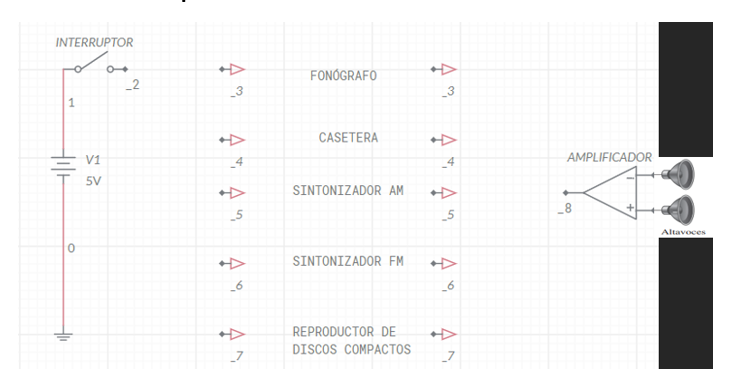 INTERRUPTOR
_2
1
V1
5V
0
_3
FONÓGRAFO
_3
_4
CASETERA
_4
_5
SINTONIZADOR AM
_5
_6
SINTONIZADOR FM
_6
_7
REPRODUCTOR DE
DISCOS COMPACTOS
_7
AMPLIFICADOR
_8
−
+
Altavoces